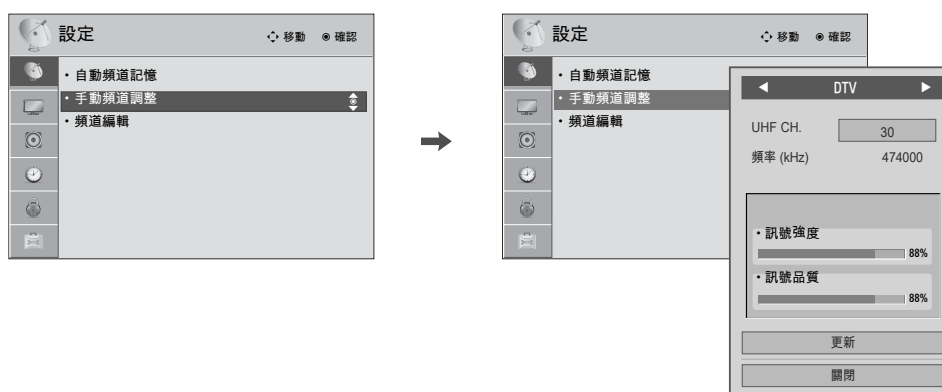 設定
移動 確認
・自動頻道記憶
・手動頻道調整
・頻道編輯
設定
移動 確認
・自動頻道記憶
・手動頻道調整
・頻道編輯
DTV
UHF CH. 30
頻率 (kHz) 474000
・訊號強度
88%
・訊號品質
88%
更新
關閉